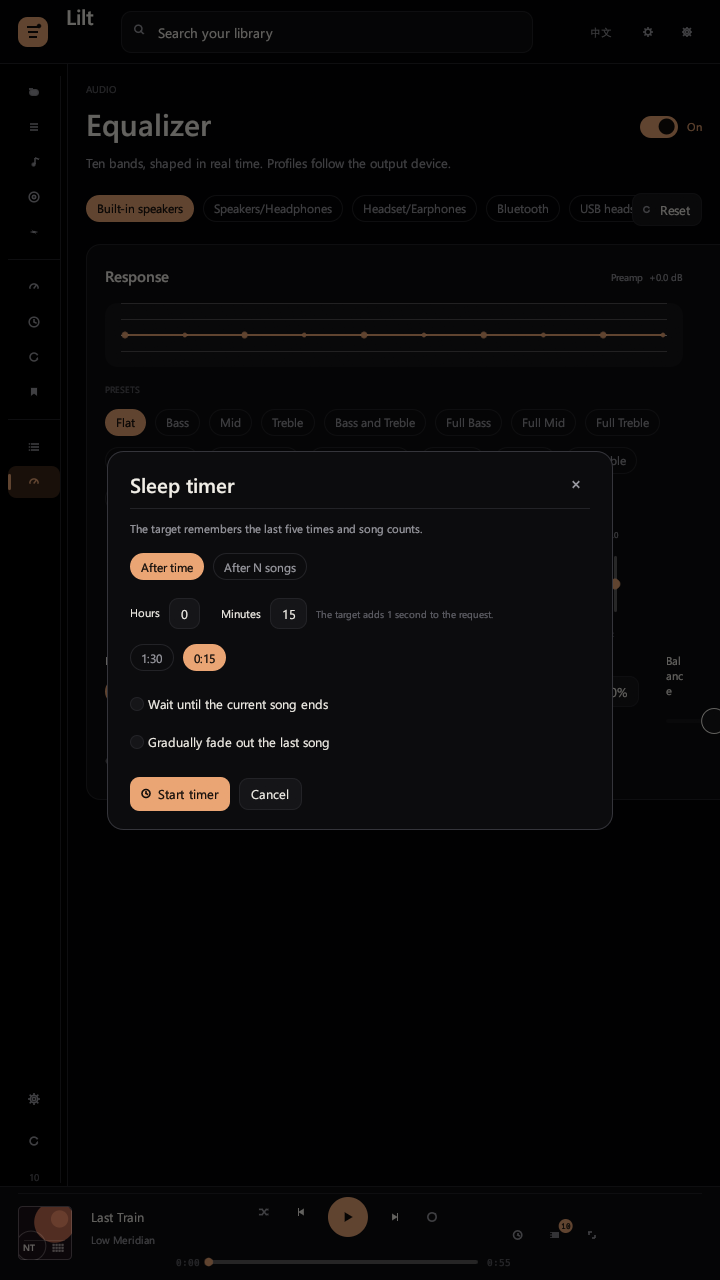 Lilt
Search your library
中文
AUDIO
Equalizer
On
Ten bands, shaped in real time. Profiles follow the output device.
Built-in speakers
Speakers/Headphones
Headset/Earphones
Bluetooth
USB heads
Reset
Response
Preamp +0.0 dB
PRESETS
Flat
Bass
Mid
Treble
Bass and Treble
Full Bass
Full Mid
Full Treble
Sleep timer
The target remembers the last five times and song counts.
After time
After N songs
Hours 0 Minutes 15 The target adds 1 second to the request.
1:30
0:15
Wait until the current song ends
Gradually fade out the last song
Start timer
Cancel
Bal
anc
e
10
NT
Last Train
Low Meridian
0:00
0:55
10